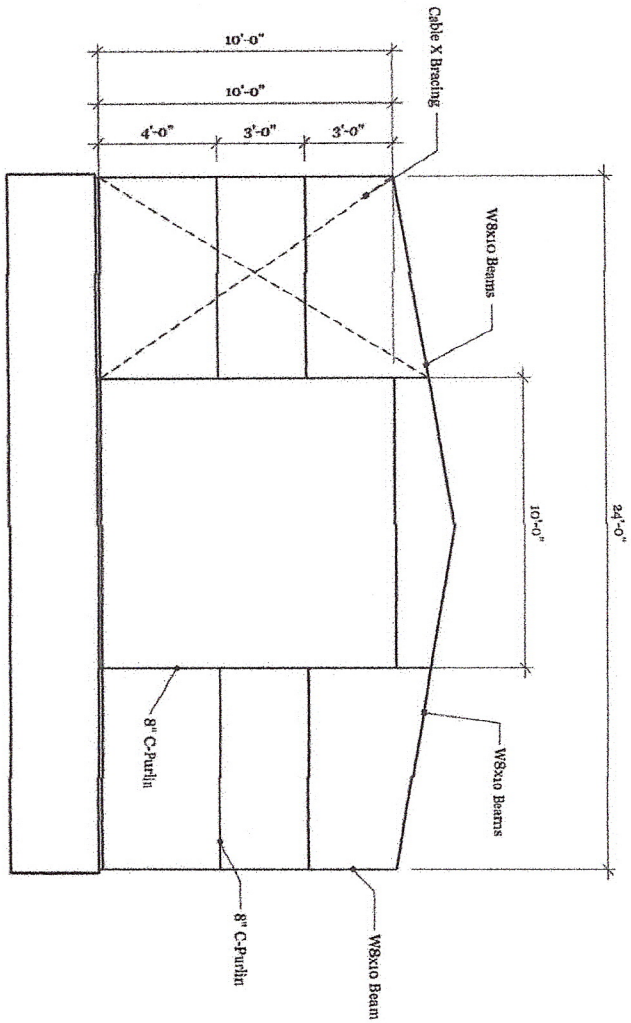 24'-0"
10'-0"
W8x10 Beams
W8x10 Beams
Cable X Bracing
10'-0"
10'-0"
3'-0"
3'-0"
4'-0"
W8x10 Beam
8" C-Purlin
8" C-Purlin